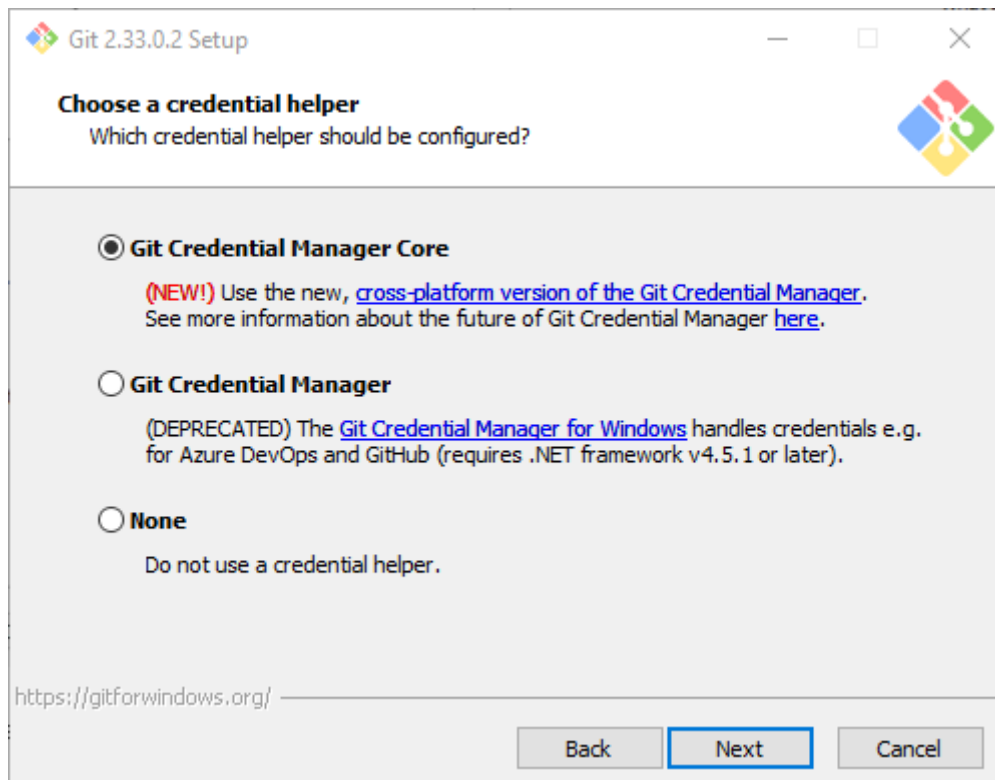 Git 2.33.0.2 Setup
Choose a credential helper
Which credential helper should be configured?
Git Credential Manager Core
(NEW!) Use the new, cross-platform version of the Git Credential Manager.
See more information about the future of Git Credential Manager here.
Git Credential Manager
(DEPRECATED) The Git Credential Manager for Windows handles credentials e.g.
for Azure DevOps and GitHub (requires .NET framework v4.5.1 or later).
None
Do not use a credential helper.
https://gitforwindows.org/
Back Next Cancel